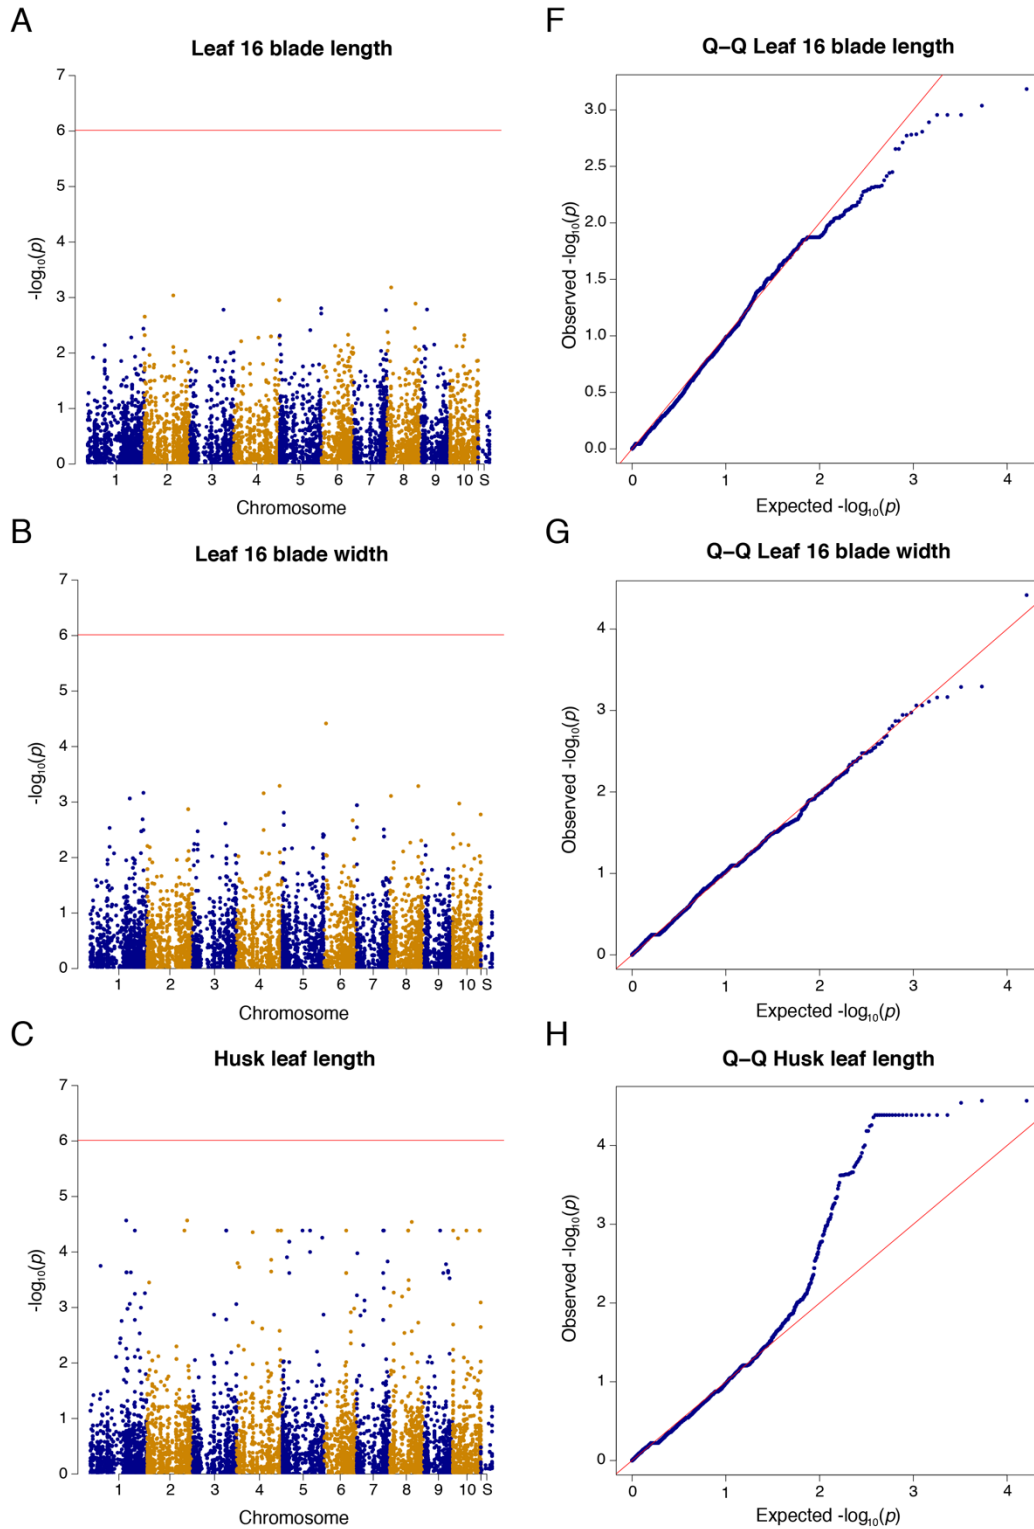 A
Leaf 16 blade length
7
6
5
4
3
2
1
0
-log10(p)
1 2 3 4 5 6 7 8 9 10 S
Chromosome
F
Q–Q Leaf 16 blade length
3.0
2.5
2.0
1.5
1.0
0.5
0.0
Observed -log10(p)
0 1 2 3 4
Expected -log10(p)
B
Leaf 16 blade width
7
6
5
4
3
2
1
0
-log10(p)
1 2 3 4 5 6 7 8 9 10 S
Chromosome
G
Q–Q Leaf 16 blade width
4
3
2
1
0
Observed -log10(p)
0 1 2 3 4
Expected -log10(p)
C
Husk leaf length
7
6
5
4
3
2
1
0
-log10(p)
1 2 3 4 5 6 7 8 9 10 S
Chromosome
H
Q–Q Husk leaf length
4
3
2
1
0
Observed -log10(p)
0 1 2 3 4
Expected -log10(p)